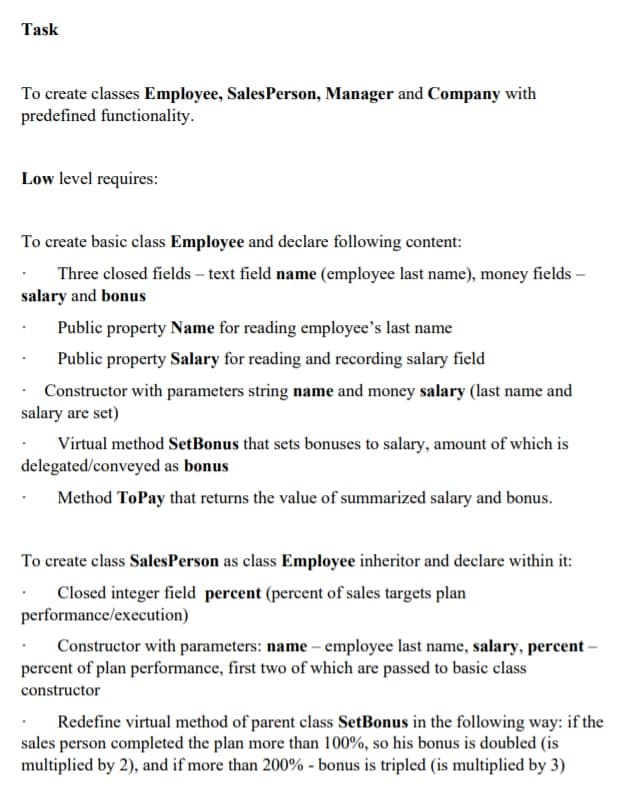 Task
To create classes Employee, SalesPerson, Manager and Company with
predefined functionality.
Low level requires:
To create basic class Employee and declare following content:
· Three closed fields – text field name (employee last name), money fields –
salary and bonus
· Public property Name for reading employee’s last name
· Public property Salary for reading and recording salary field
· Constructor with parameters string name and money salary (last name and
salary are set)
· Virtual method SetBonus that sets bonuses to salary, amount of which is
delegated/conveyed as bonus
· Method ToPay that returns the value of summarized salary and bonus.
To create class SalesPerson as class Employee inheritor and declare within it:
· Closed integer field percent (percent of sales targets plan
performance/execution)
· Constructor with parameters: name – employee last name, salary, percent –
percent of plan performance, first two of which are passed to basic class
constructor
· Redefine virtual method of parent class SetBonus in the following way: if the
sales person completed the plan more than 100%, so his bonus is doubled (is
multiplied by 2), and if more than 200% - bonus is tripled (is multiplied by 3)